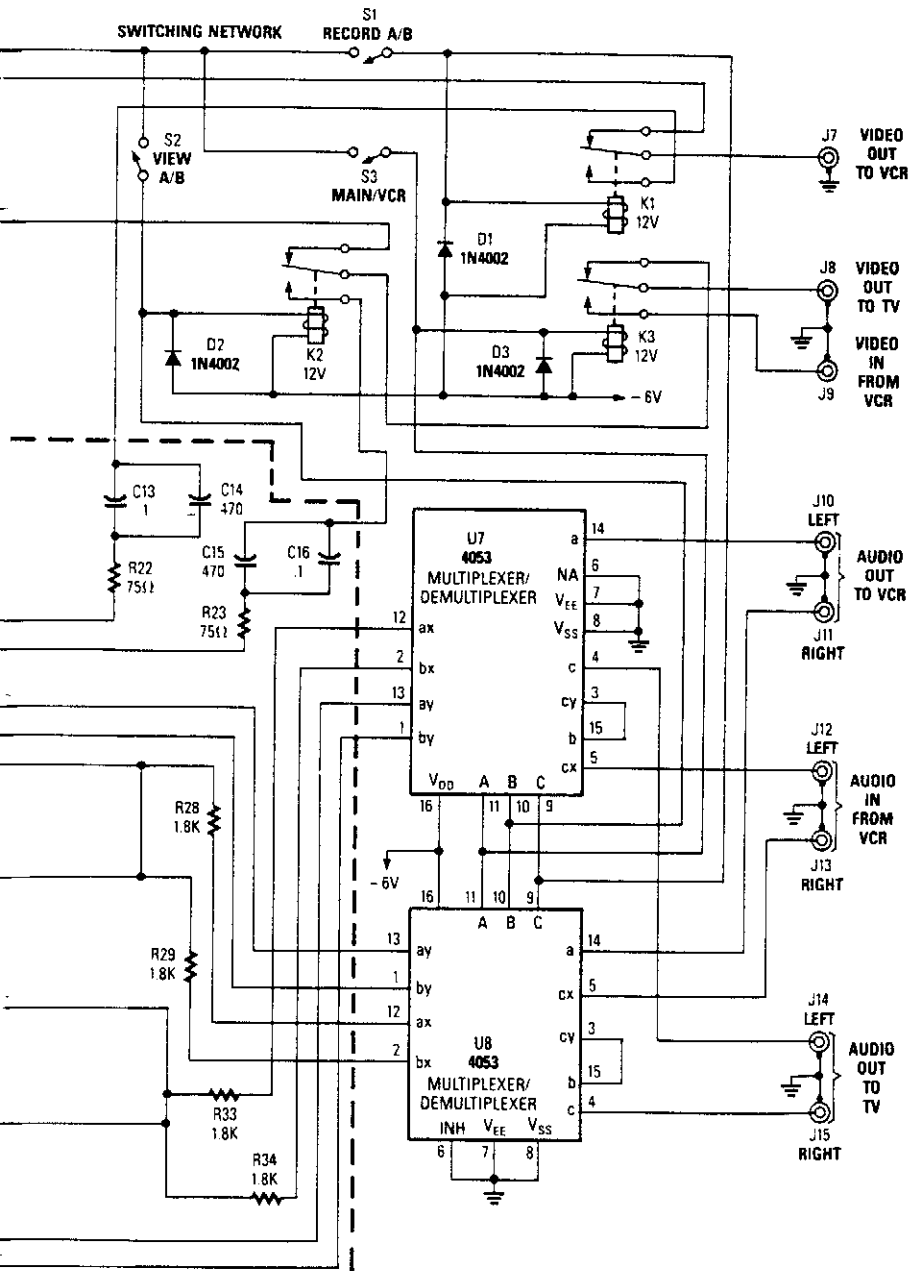 SWITCHING NETWORK
S1
RECORD A/B
S2
VIEW
A/B
S3
MAIN/VCR
J7
VIDEO
OUT
TO VCR
K1
12V
D1
1N4002
J8
VIDEO
OUT
TO TV
K2
12V
D2
1N4002
D3
1N4002
K3
12V
VIDEO
IN
FROM
VCR
J9
- 6V
C13
.1
C14
470
C15
470
C16
.1
R22
75Ω
R23
75Ω
U7
4053
MULTIPLEXER/
DEMULTIPLEXER
12 ax
2 bx
13 ay
1 by
a 14
NA 6
VEE 7
VSS 8
c 4
cy 3
b 15
cx 5
VDD A B C
16 11 10 9
- 6V
J10
LEFT
AUDIO
OUT
TO VCR
J11
RIGHT
J12
LEFT
AUDIO
IN
FROM
VCR
J13
RIGHT
R28
1.8K
R29
1.8K
16 11 10 9
A B C
13 ay
1 by
12 ax
2 bx
a 14
cx 5
cy 3
b 15
c 4
U8
4053
MULTIPLEXER/
DEMULTIPLEXER
INH VEE VSS
6 7 8
J14
LEFT
AUDIO
OUT
TO
TV
J15
RIGHT
R33
1.8K
R34
1.8K